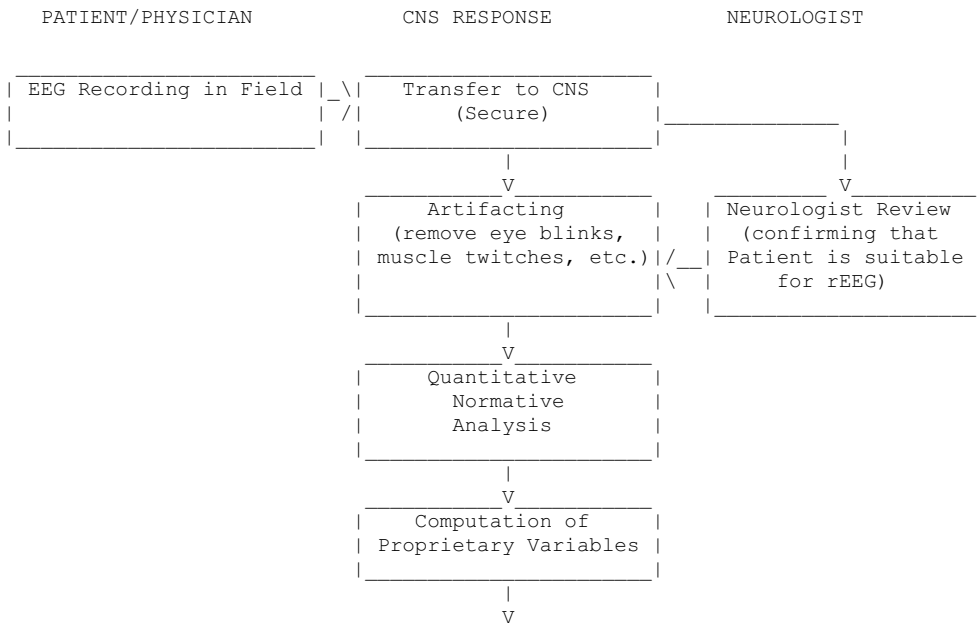 PATIENT/PHYSICIAN CNS RESPONSE NEUROLOGIST
EEG Recording in Field
Transfer to CNS
(Secure)
Artifacting
(remove eye blinks,
muscle twitches, etc.)
Neurologist Review
(confirming that
Patient is suitable
for rEEG)
Quantitative
Normative
Analysis
Computation of
Proprietary Variables